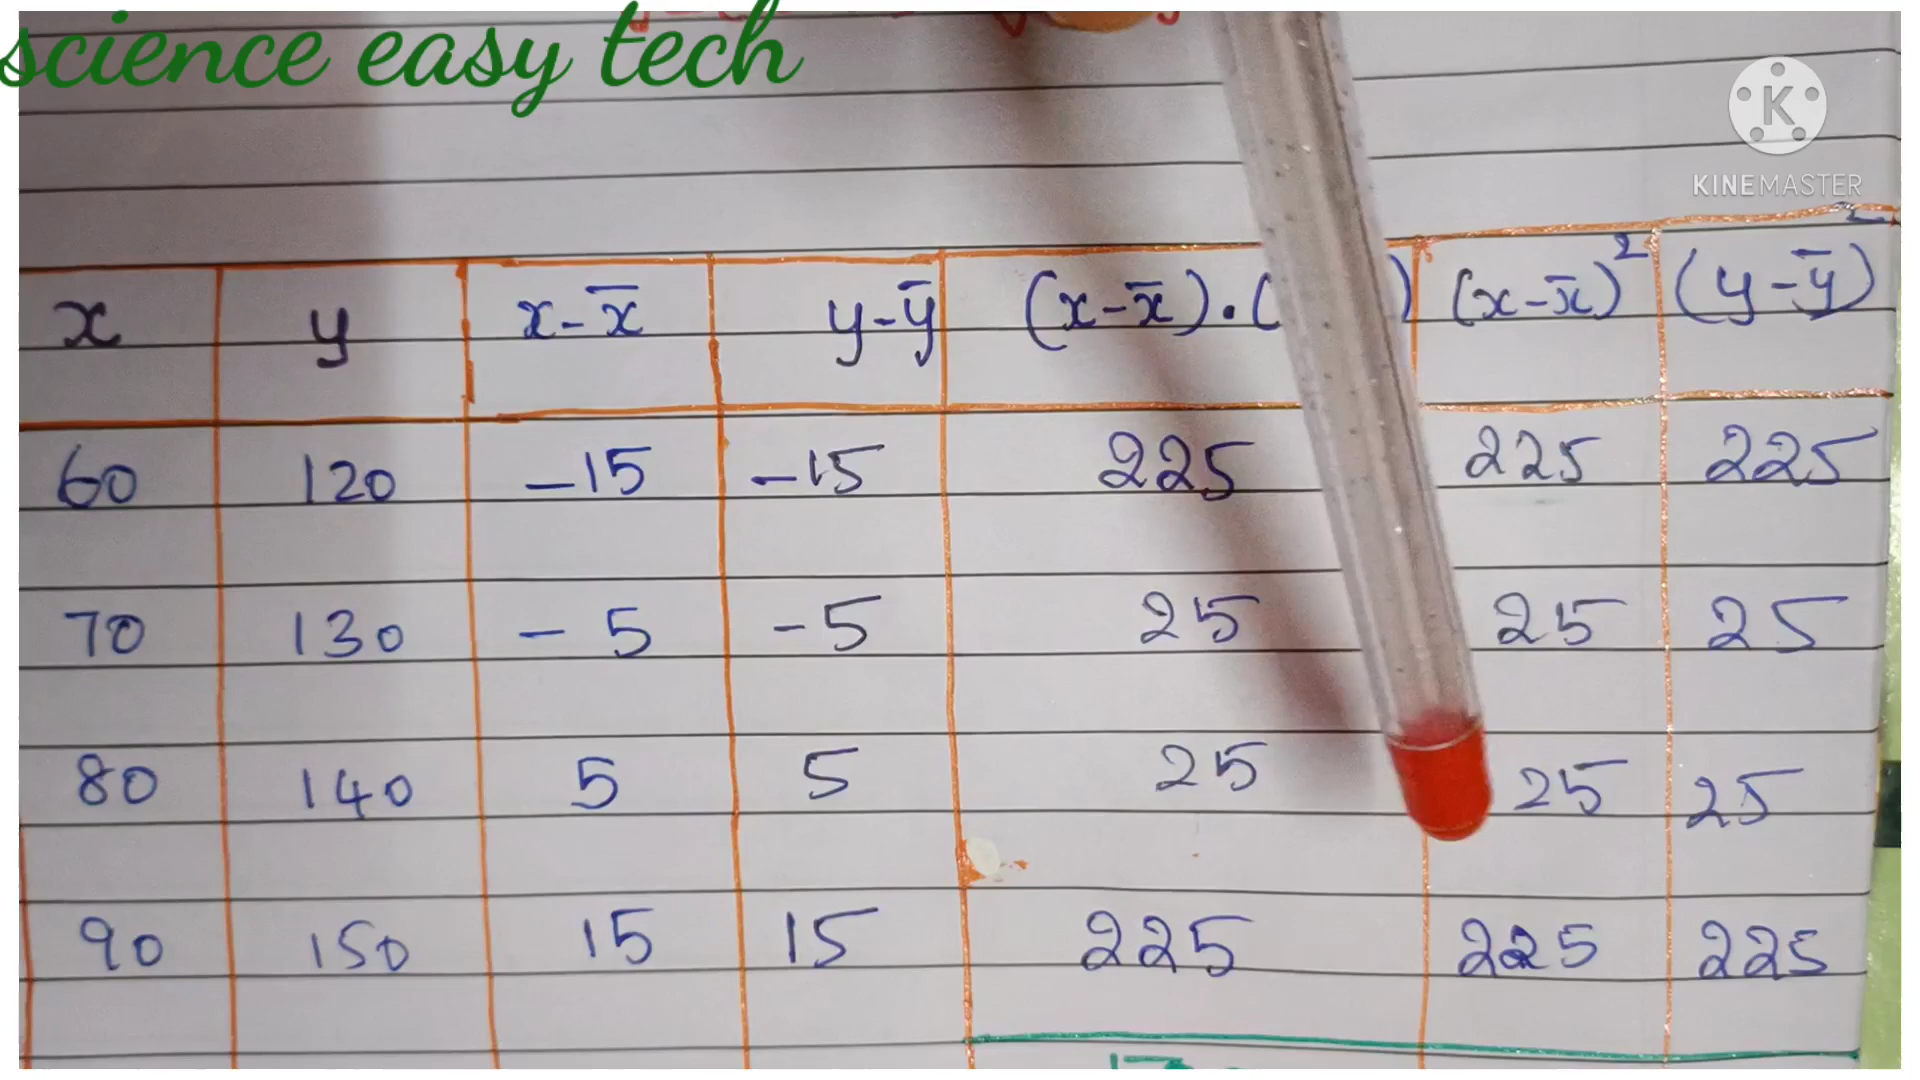 science easy tech
K
KINEMASTER
x y x-x̄ y-ȳ (x-x̄).( ) (x-x̄)² (y-ȳ)²
60 120 -15 -15 225 225 225
70 130 -5 -5 25 25 25
80 140 5 5 25 25 25
90 150 15 15 225 225 225